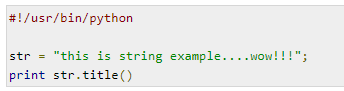 #!/usr/bin/python
str = "this is string example....wow!!!";
print str.title()